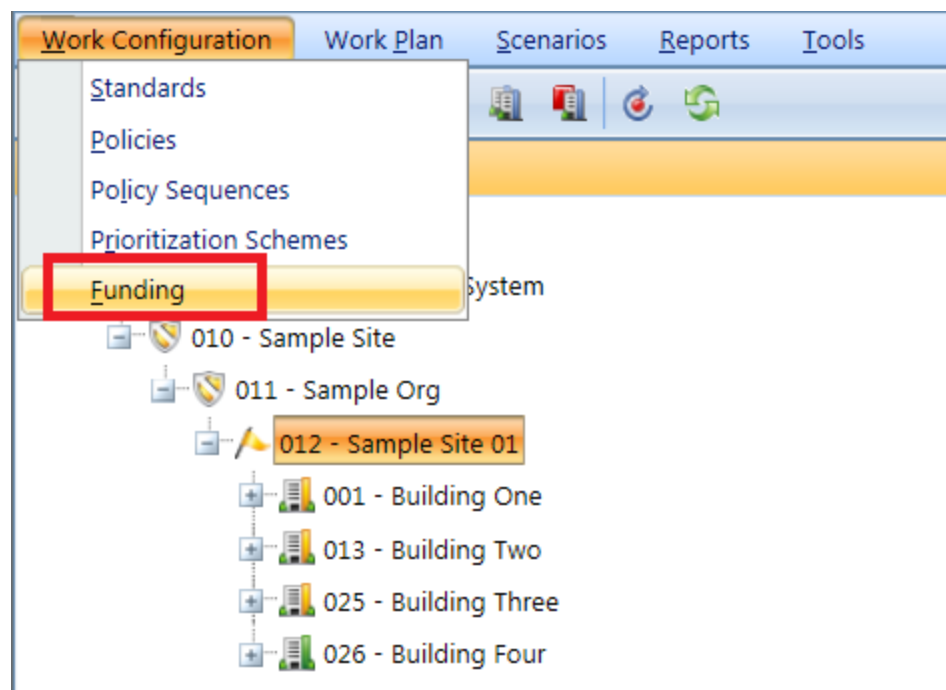 Work Configuration Work Plan Scenarios Reports Tools
Standards
Policies
Policy Sequences
Prioritization Schemes
Funding
System
010 - Sample Site
011 - Sample Org
012 - Sample Site 01
001 - Building One
013 - Building Two
025 - Building Three
026 - Building Four